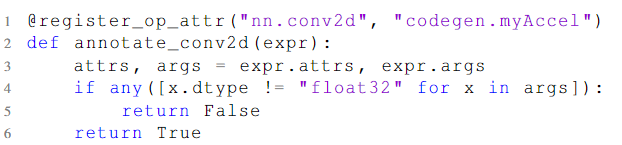 1 @register_op_attr("nn.conv2d", "codegen.myAccel")
2 def annotate_conv2d(expr):
3     attrs, args = expr.attrs, expr.args
4     if any([x.dtype != "float32" for x in args]):
5         return False
6     return True